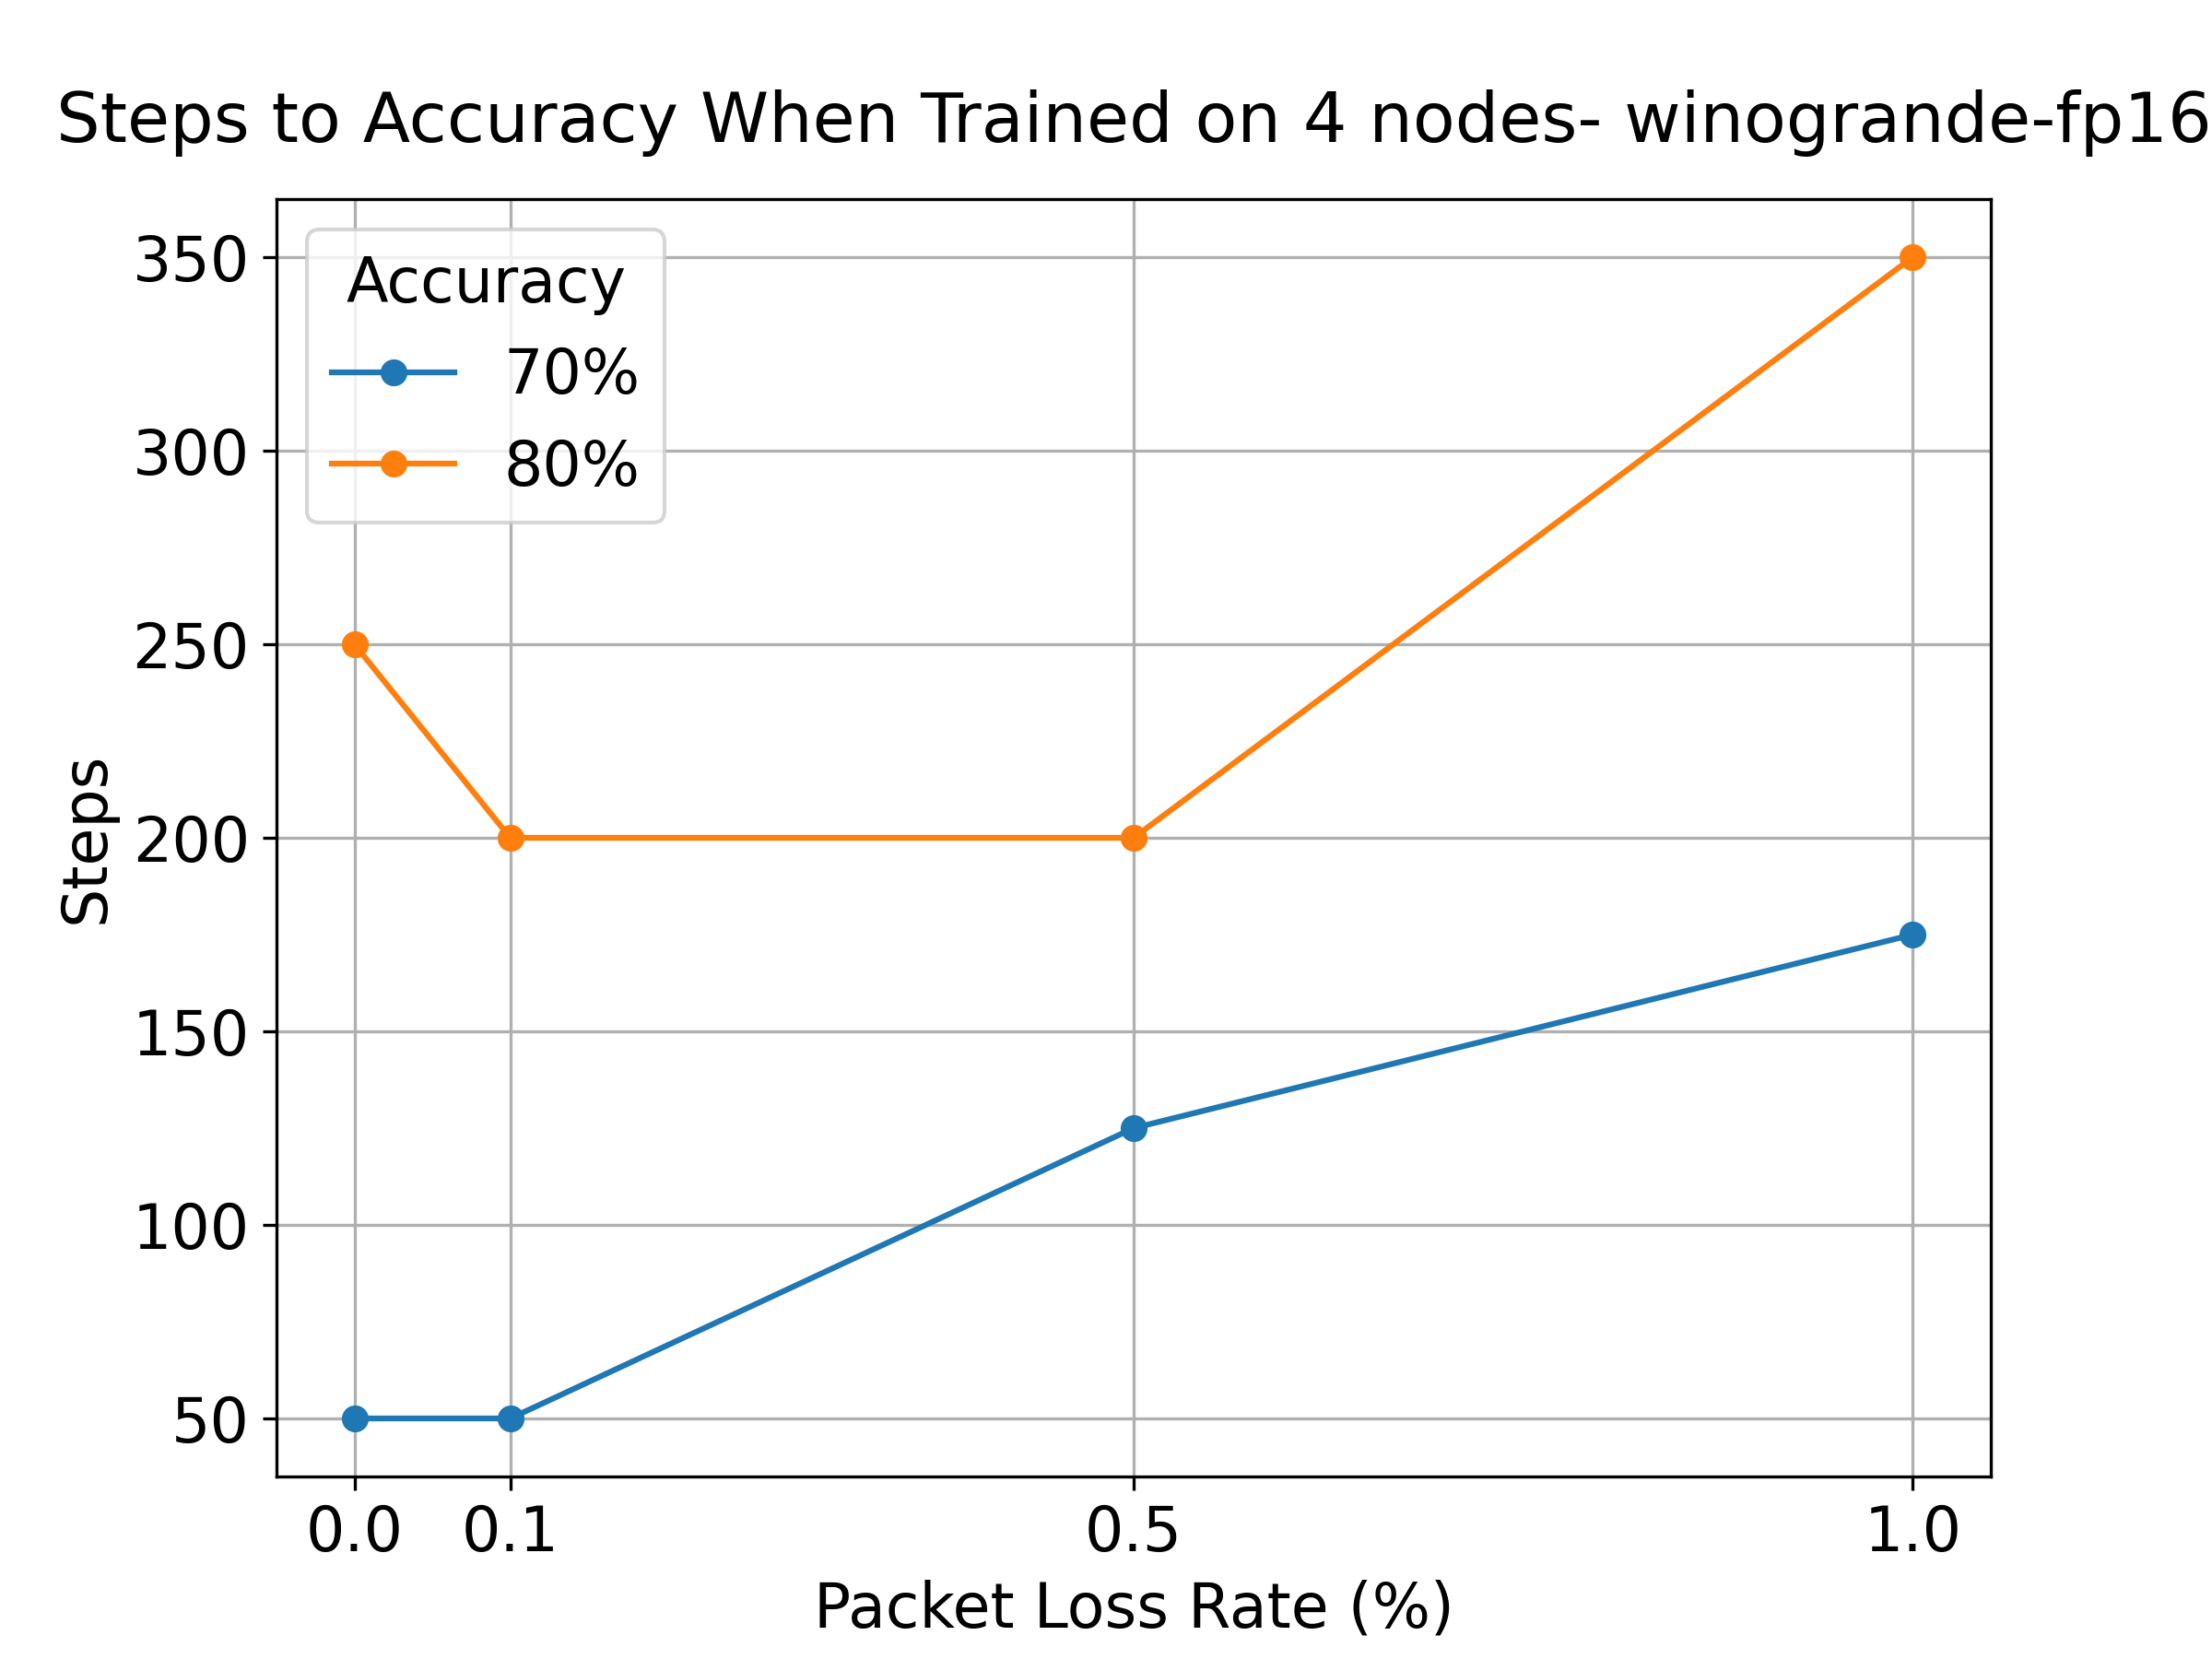 Steps to Accuracy When Trained on 4 nodes- winogrande-fp16
Accuracy
70%
80%
350
300
250
200
150
100
50
Steps
0.0 0.1 0.5 1.0
Packet Loss Rate (%)